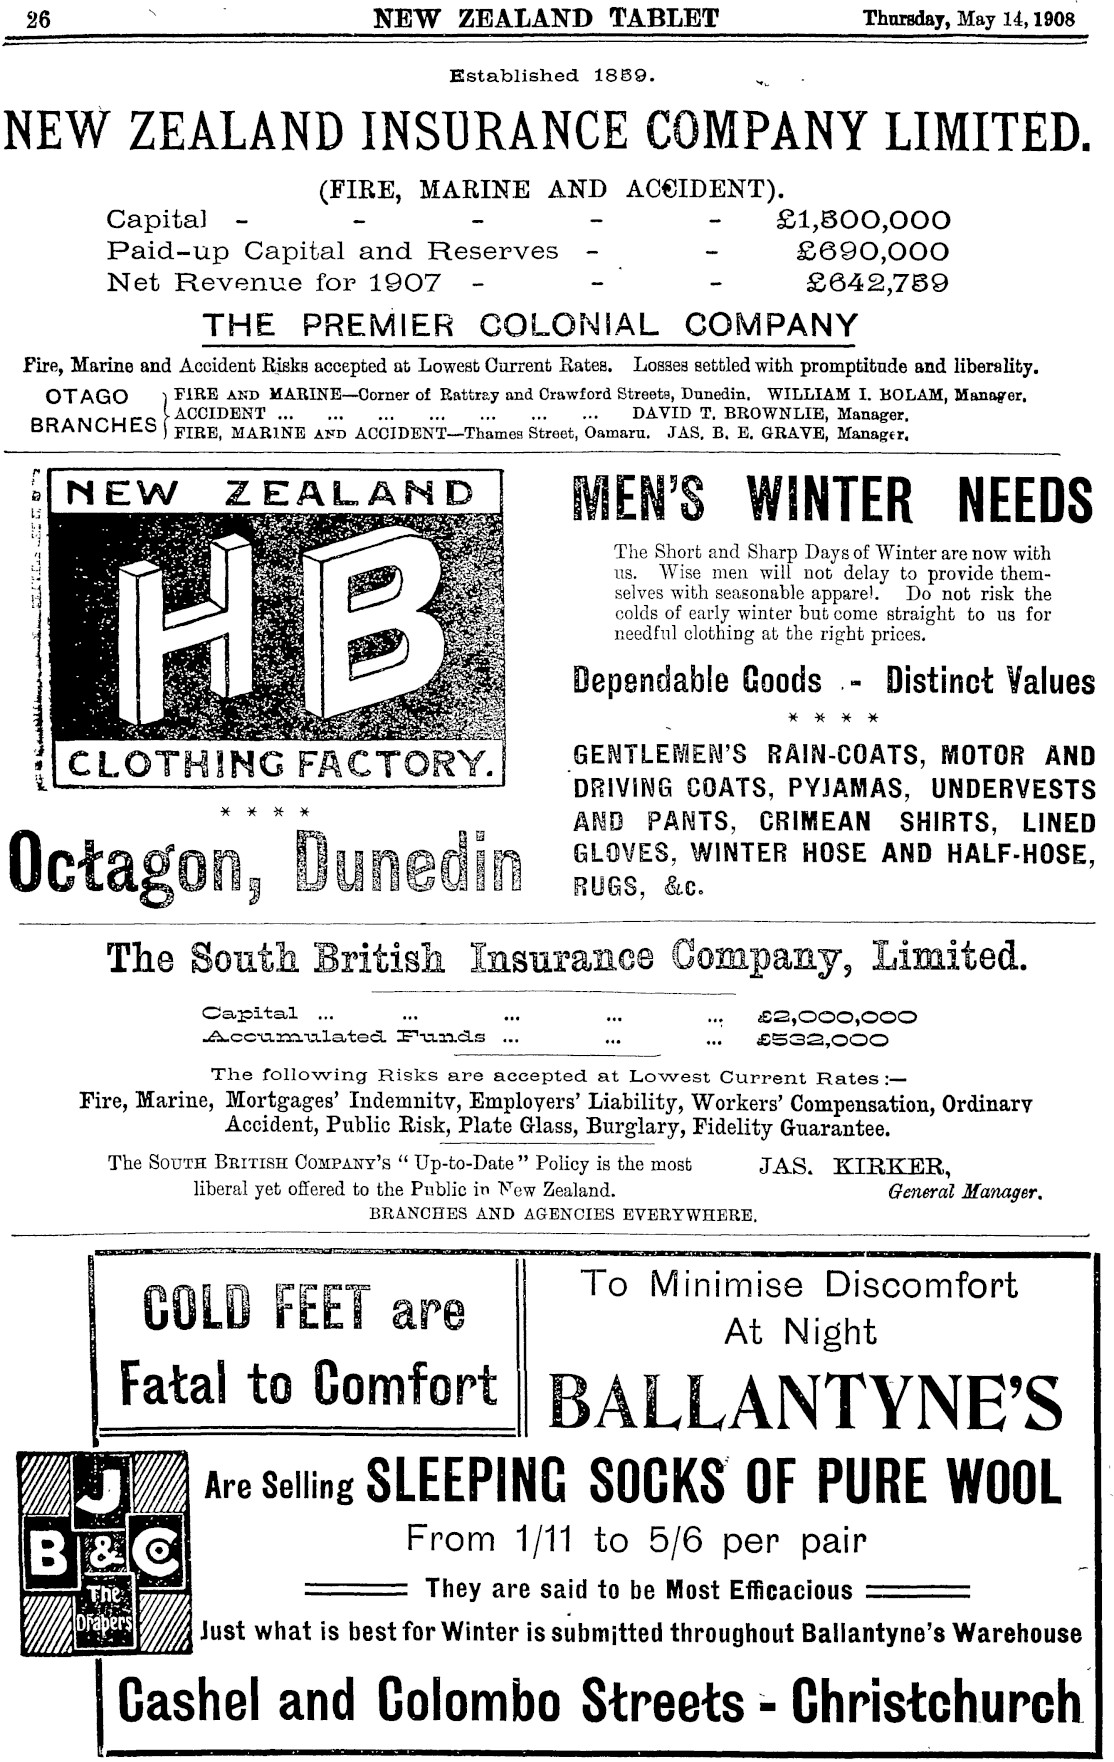 26 NEW ZEALAND TABLET Thursday, May 14, 1908
Established 1859.
NEW ZEALAND INSURANCE COMPANY LIMITED.
(FIRE, MARINE AND ACCIDENT).
Capital - - - - - £1,500,000
Paid-up Capital and Reserves - - £690,000
Net Revenue for 1907 - - - £642,759
THE PREMIER COLONIAL COMPANY
Fire, Marine and Accident Risks accepted at Lowest Current Rates. Losses settled with promptitude and liberality.
OTAGO BRANCHES
FIRE AND MARINE—Corner of Rattray and Crawford Streets, Dunedin. WILLIAM I. BOLAM, Manager.
ACCIDENT ... ... ... ... ... ... ... DAVID T. BROWNLIE, Manager.
FIRE, MARINE AND ACCIDENT—Thames Street, Oamaru. JAS. B. E. GRAVE, Manager.
NEW ZEALAND
HB
CLOTHING FACTORY.
* * * *
Octagon, Dunedin
MEN'S WINTER NEEDS
The Short and Sharp Days of Winter are now with
us. Wise men will not delay to provide them-
selves with seasonable apparel. Do not risk the
colds of early winter but come straight to us for
needful clothing at the right prices.
Dependable Goods - Distinct Values
* * * *
GENTLEMEN'S RAIN-COATS, MOTOR AND
DRIVING COATS, PYJAMAS, UNDERVESTS
AND PANTS, CRIMEAN SHIRTS, LINED
GLOVES, WINTER HOSE AND HALF-HOSE,
RUGS, &c.
The South British Insurance Company, Limited.
Capital ... ... ... ... ... £2,000,000
Accumulated Funds ... ... ... £532,000
The following Risks are accepted at Lowest Current Rates:—
Fire, Marine, Mortgages' Indemnity, Employers' Liability, Workers' Compensation, Ordinary
Accident, Public Risk, Plate Glass, Burglary, Fidelity Guarantee.
The SOUTH BRITISH COMPANY'S "Up-to-Date" Policy is the most
liberal yet offered to the Public in New Zealand.
JAS. KIRKER,
General Manager.
BRANCHES AND AGENCIES EVERYWHERE.
COLD FEET are
Fatal to Comfort
To Minimise Discomfort
At Night
BALLANTYNE'S
J
B & Co
The
Drapers
Are Selling SLEEPING SOCKS OF PURE WOOL
From 1/11 to 5/6 per pair
They are said to be Most Efficacious
Just what is best for Winter is submitted throughout Ballantyne's Warehouse
Cashel and Colombo Streets - Christchurch